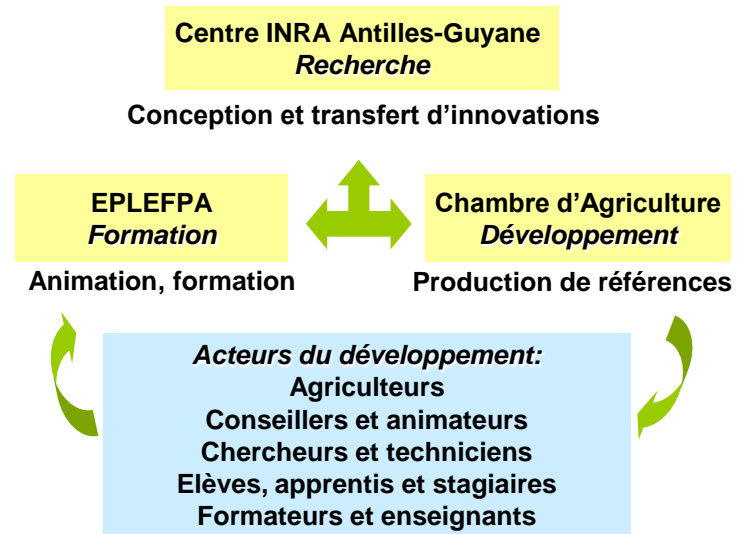 Centre INRA Antilles-Guyane
Recherche
Conception et transfert d'innovations
EPLEFPA
Formation
Animation, formation
Chambre d'Agriculture
Développement
Production de références
Acteurs du développement:
Agriculteurs
Conseillers et animateurs
Chercheurs et techniciens
Elèves, apprentis et stagiaires
Formateurs et enseignants